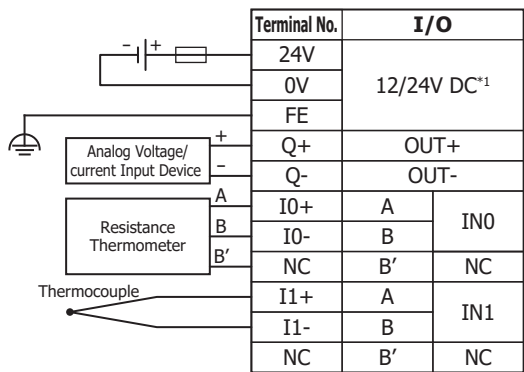 Terminal No. I/O
- + 24V
0V 12/24V DC*1
FE
Analog Voltage/ current Input Device + Q+ OUT+
- Q- OUT-
Resistance Thermometer A I0+ A IN0
B I0- B
B′ NC B′ NC
Thermocouple I1+ A IN1
I1- B
NC B′ NC